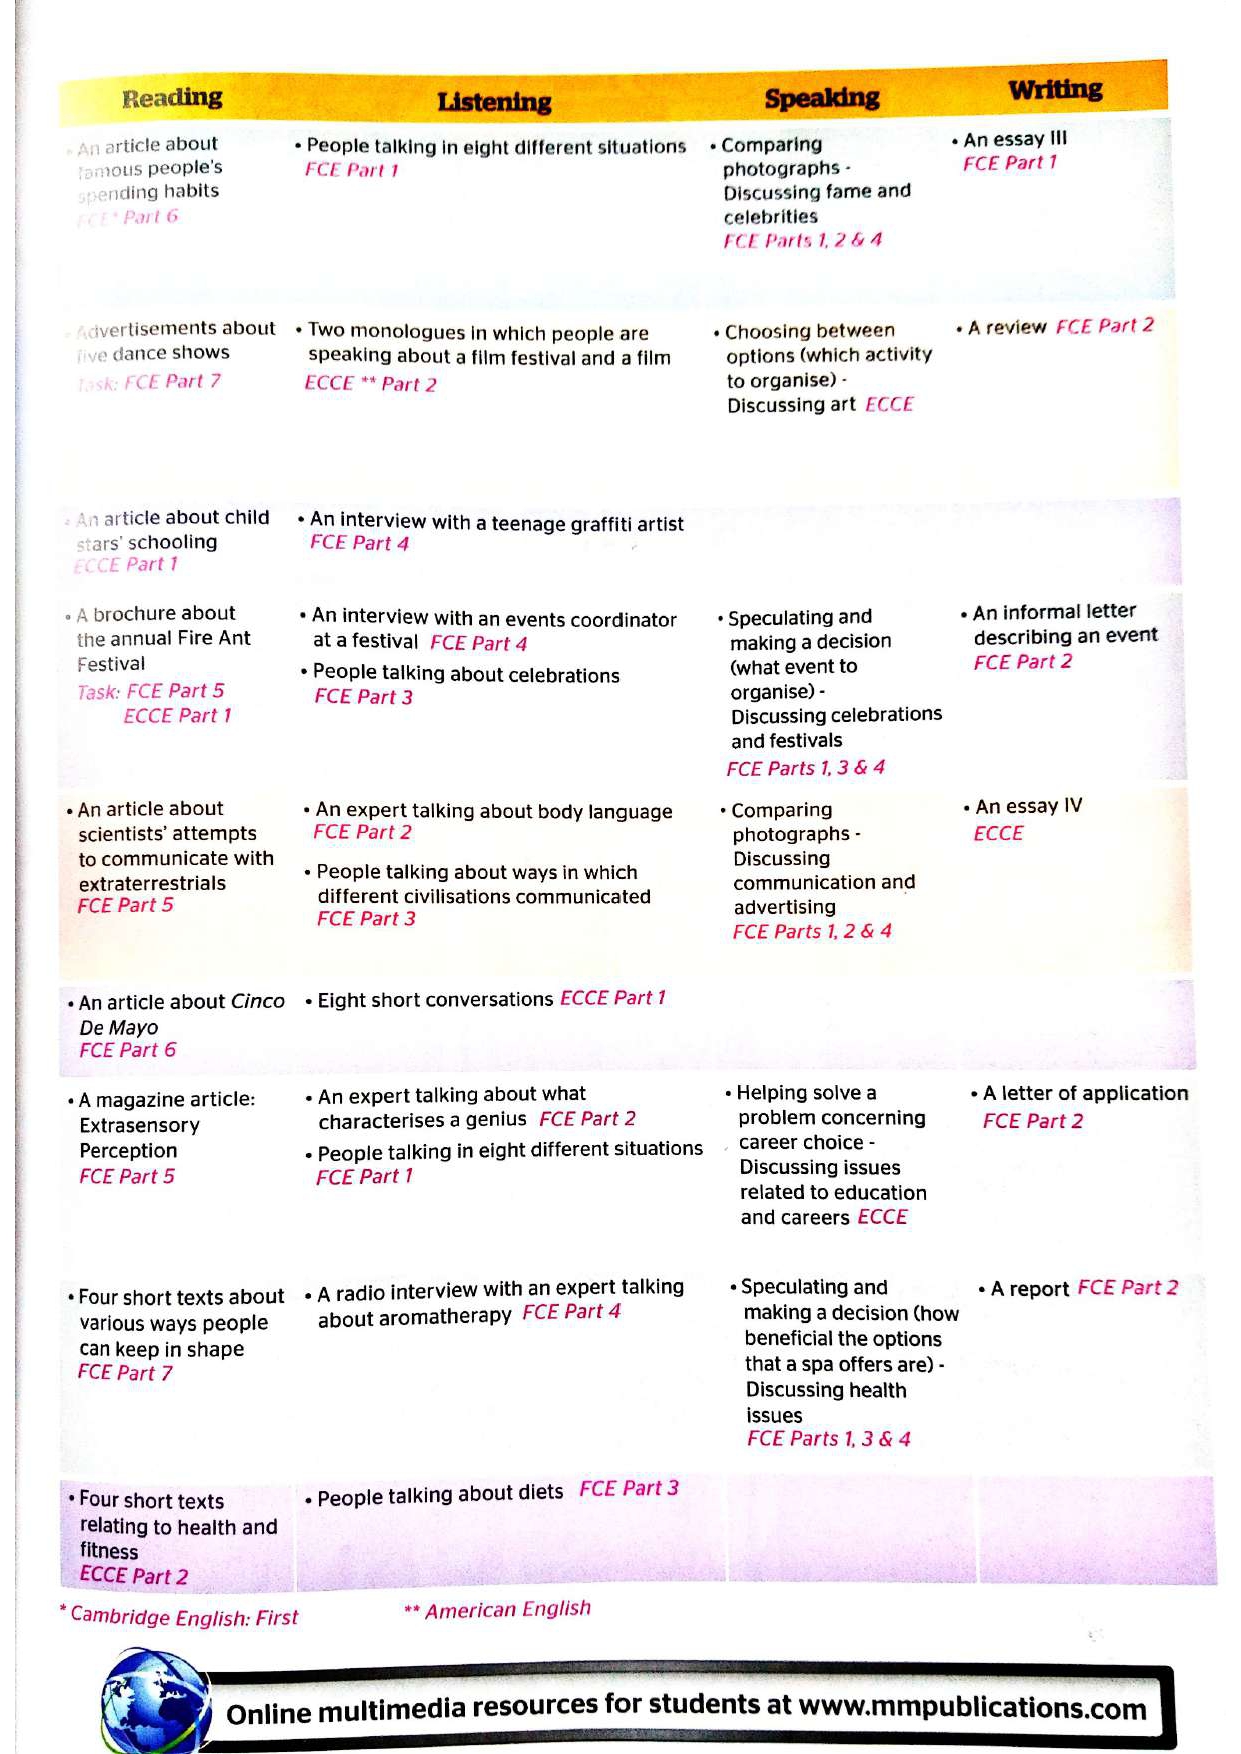 Reading
Listening
Speaking
Writing
• An article about
famous people's
spending habits
FCE* Part 6
• People talking in eight different situations
FCE Part 1
• Comparing
photographs -
Discussing fame and
celebrities
FCE Parts 1, 2 & 4
• An essay III
FCE Part 1
• Advertisements about
five dance shows
Task: FCE Part 7
• Two monologues in which people are
speaking about a film festival and a film
ECCE ** Part 2
• Choosing between
options (which activity
to organise) -
Discussing art ECCE
• A review FCE Part 2
• An article about child
stars' schooling
ECCE Part 1
• An interview with a teenage graffiti artist
FCE Part 4
• A brochure about
the annual Fire Ant
Festival
Task: FCE Part 5
ECCE Part 1
• An interview with an events coordinator
at a festival FCE Part 4
• People talking about celebrations
FCE Part 3
• Speculating and
making a decision
(what event to
organise) -
Discussing celebrations
and festivals
FCE Parts 1, 3 & 4
• An informal letter
describing an event
FCE Part 2
• An article about
scientists' attempts
to communicate with
extraterrestrials
FCE Part 5
• An expert talking about body language
FCE Part 2
• People talking about ways in which
different civilisations communicated
FCE Part 3
• Comparing
photographs -
Discussing
communication and
advertising
FCE Parts 1, 2 & 4
• An essay IV
ECCE
• An article about Cinco
De Mayo
FCE Part 6
• Eight short conversations ECCE Part 1
• A magazine article:
Extrasensory
Perception
FCE Part 5
• An expert talking about what
characterises a genius FCE Part 2
• People talking in eight different situations
FCE Part 1
• Helping solve a
problem concerning
career choice -
Discussing issues
related to education
and careers ECCE
• A letter of application
FCE Part 2
• Four short texts about
various ways people
can keep in shape
FCE Part 7
• A radio interview with an expert talking
about aromatherapy FCE Part 4
• Speculating and
making a decision (how
beneficial the options
that a spa offers are) -
Discussing health
issues
FCE Parts 1, 3 & 4
• A report FCE Part 2
• Four short texts
relating to health and
fitness
ECCE Part 2
• People talking about diets FCE Part 3
* Cambridge English: First
** American English
Online multimedia resources for students at www.mmpublications.com